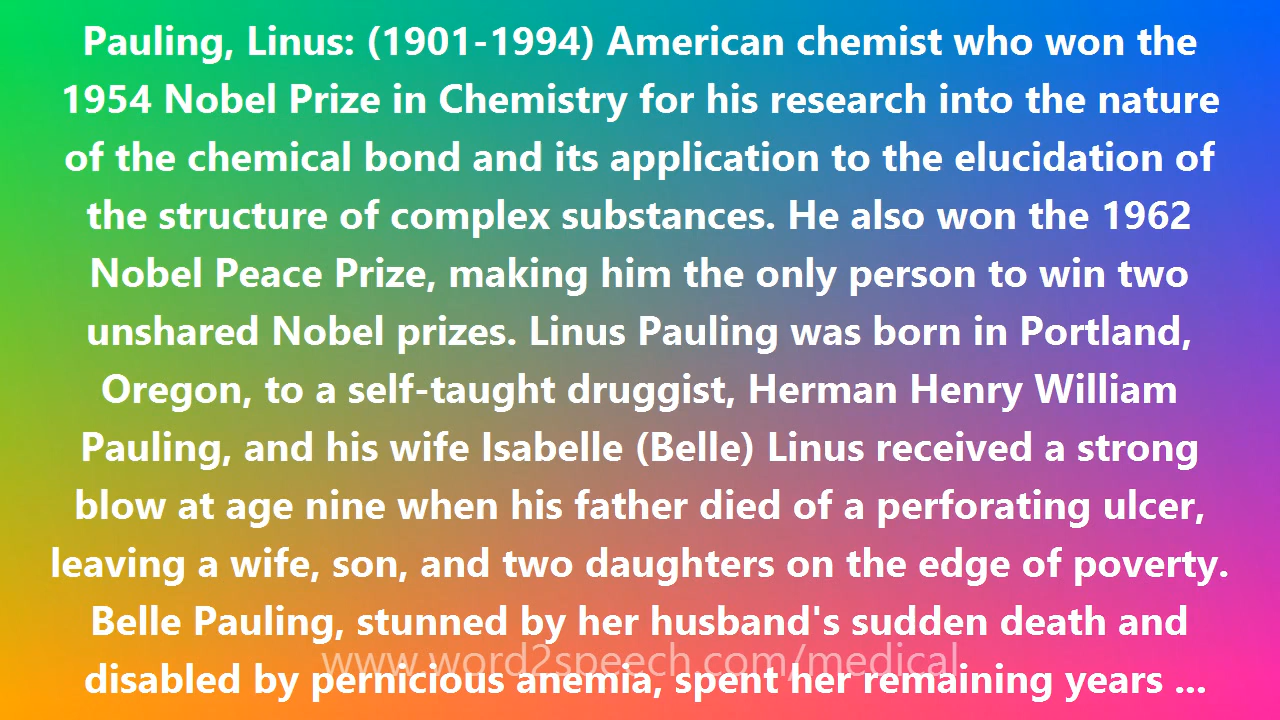 Pauling, Linus: (1901-1994) American chemist who won the
1954 Nobel Prize in Chemistry for his research into the nature
of the chemical bond and its application to the elucidation of
the structure of complex substances. He also won the 1962
Nobel Peace Prize, making him the only person to win two
unshared Nobel prizes. Linus Pauling was born in Portland,
Oregon, to a self-taught druggist, Herman Henry William
Pauling, and his wife Isabelle (Belle) Linus received a strong
blow at age nine when his father died of a perforating ulcer,
leaving a wife, son, and two daughters on the edge of poverty.
Belle Pauling, stunned by her husband's sudden death and
www.word2speech.com/medical
disabled by pernicious anemia, spent her remaining years ...